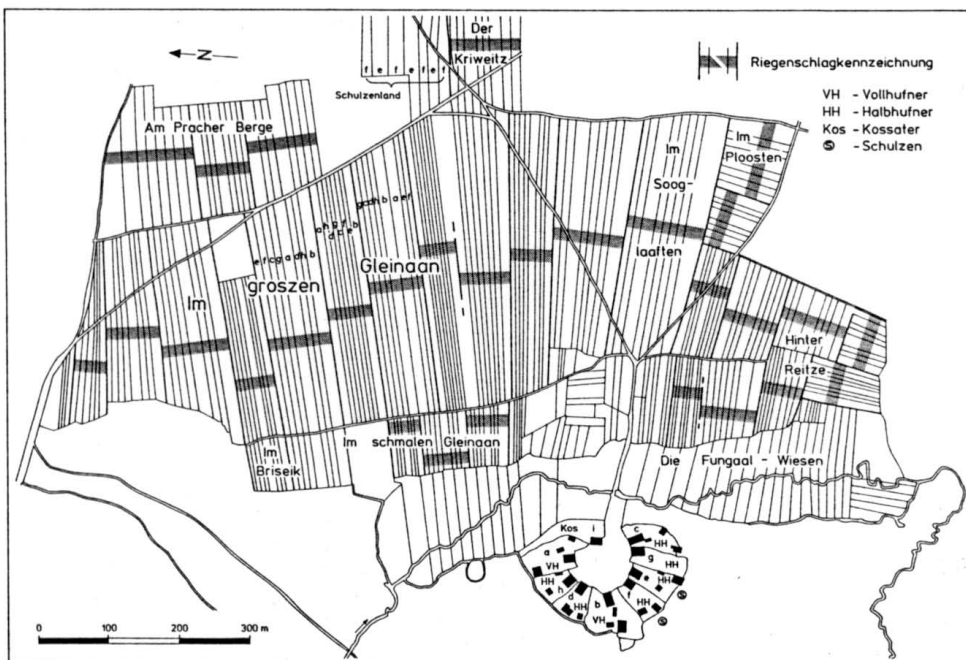 Der
Kriweitz
N
f e f e f e f
Schulzenland
Riegenschlagkennzeichnung
VH - Vollhufner
HH - Halbhufner
Kos - Kossater
S - Schulzen
Am Pracher Berge
Im
Ploosten
Im
Soog-
laaften
Im
groszen
Gleinaan
e f c g a d h b
a h g f b
d c e
g c d h b a e f
Hinter
Reitze
Im
Briseik
Im schmalen Gleinaan
Die Fungaal - Wiesen
Kos i
a
VH
HH
h
d
HH
b
VH
f
HH
S
e
HH
S
g
HH
c
HH
0 100 200 300 m